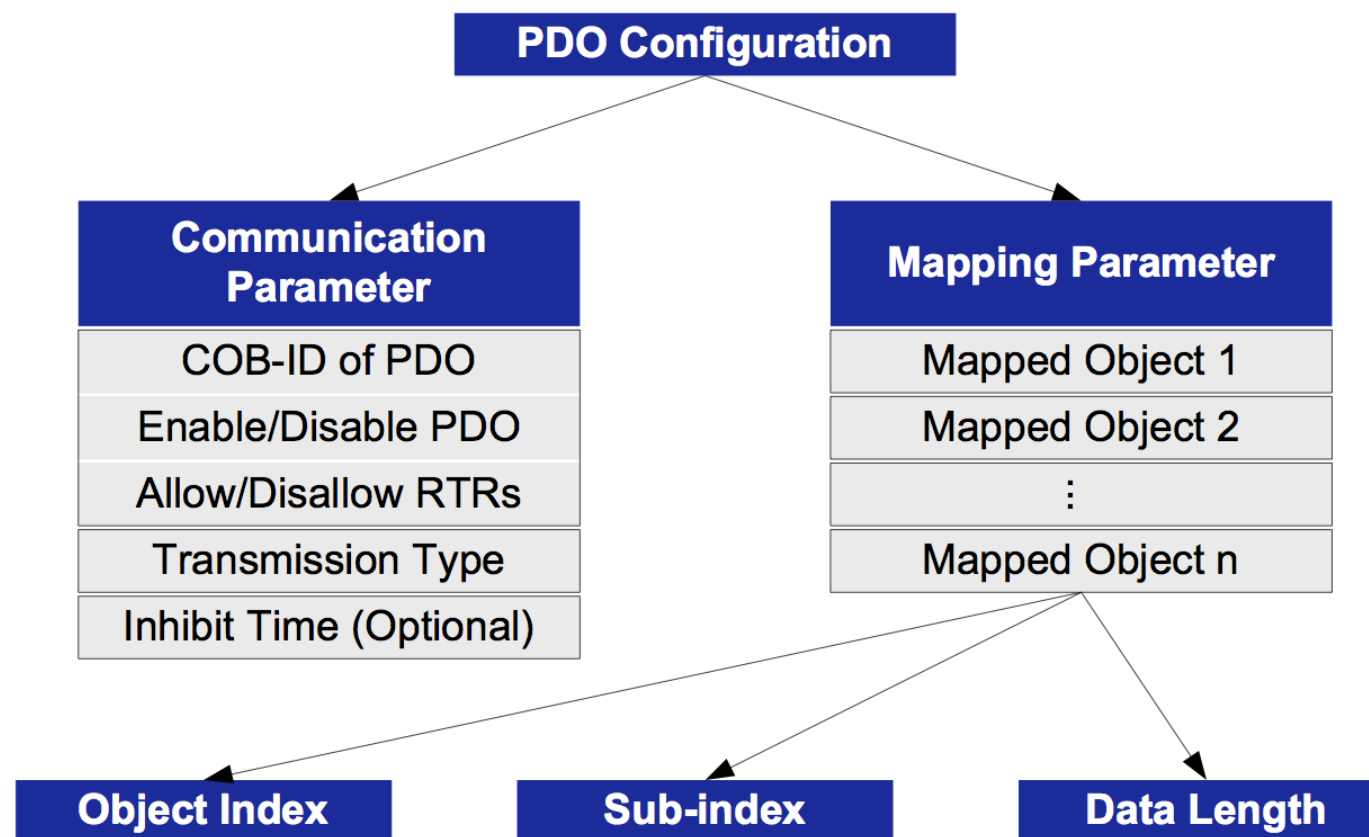 PDO Configuration
Communication
Parameter
COB-ID of PDO
Enable/Disable PDO
Allow/Disallow RTRs
Transmission Type
Inhibit Time (Optional)
Mapping Parameter
Mapped Object 1
Mapped Object 2
⋮
Mapped Object n
Object Index
Sub-index
Data Length